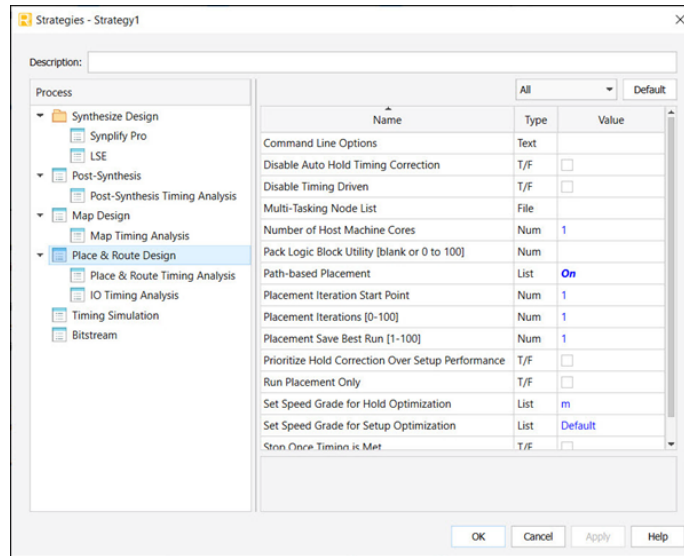 Strategies - Strategy1
Description:
Process
All
Default
Synthesize Design
Synplify Pro
LSE
Post-Synthesis
Post-Synthesis Timing Analysis
Map Design
Map Timing Analysis
Place & Route Design
Place & Route Timing Analysis
IO Timing Analysis
Timing Simulation
Bitstream
Name Type Value
Command Line Options Text
Disable Auto Hold Timing Correction T/F
Disable Timing Driven T/F
Multi-Tasking Node List File
Number of Host Machine Cores Num 1
Pack Logic Block Utility [blank or 0 to 100] Num
Path-based Placement List On
Placement Iteration Start Point Num 1
Placement Iterations [0-100] Num 1
Placement Save Best Run [1-100] Num 1
Prioritize Hold Correction Over Setup Performance T/F
Run Placement Only T/F
Set Speed Grade for Hold Optimization List m
Set Speed Grade for Setup Optimization List Default
Stop Once Timing is Met T/F
OK Cancel Apply Help